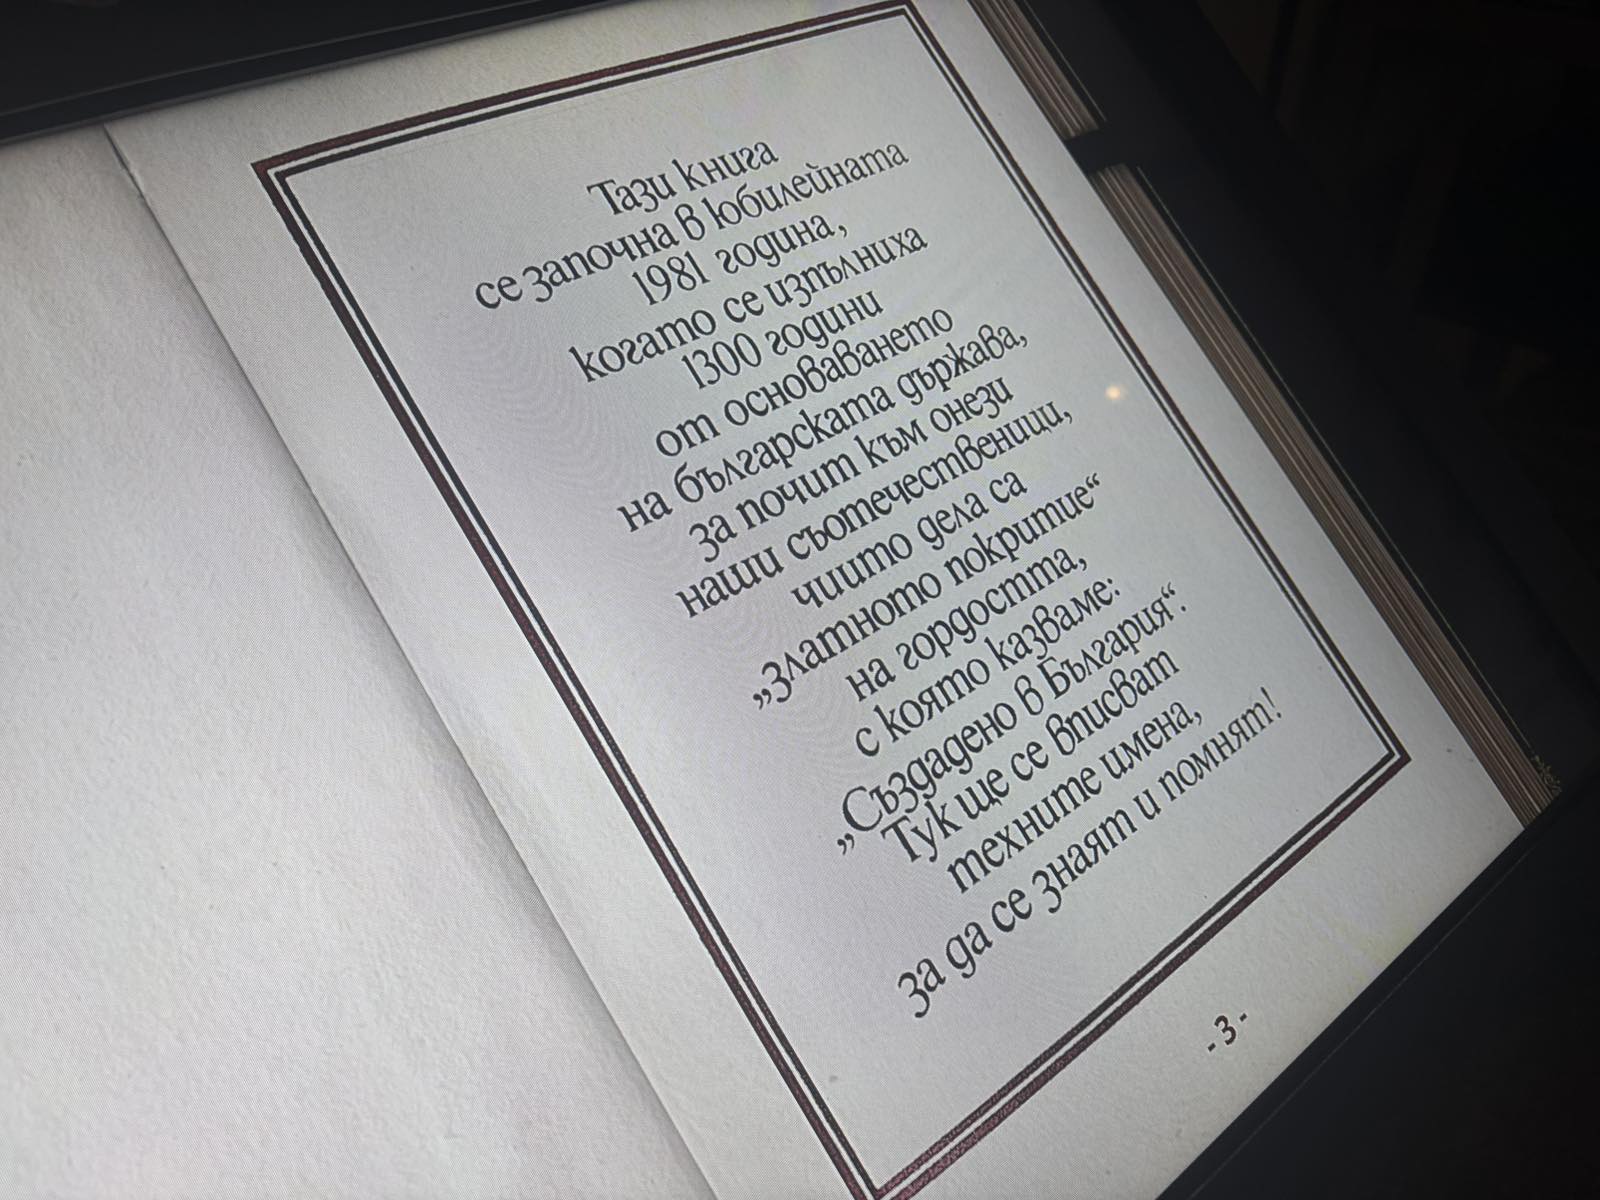 Тази книга
се започна в юбилейната
1981 година,
когато се изпълниха
1300 години
от основаването
на българската държава,
за почит към онези
наши съотечественици,
чиито дела са
„златното покритие“
на гордостта,
с която казваме:
„Създадено в България“.
Тук ще се вписват
техните имена,
за да се знаят и помнят!
- 3 -